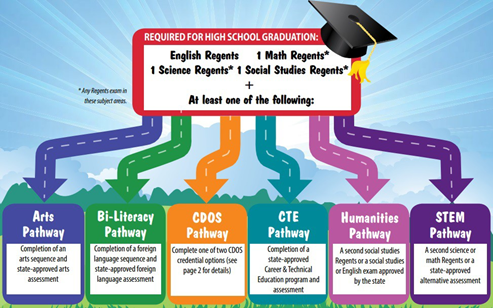 REQUIRED FOR HIGH SCHOOL GRADUATION:
English Regents 1 Math Regents*
1 Science Regents* 1 Social Studies Regents*
+
At least one of the following:
* Any Regents exam in
these subject areas.
Arts
Pathway
Completion of an
arts sequence and
state-approved arts
assessment
Bi-Literacy
Pathway
Completion of a foreign
language sequence and
state-approved foreign
language assessment
CDOS
Pathway
Complete one of two CDOS
credential options (see
page 2 for details)
CTE
Pathway
Completion of a
state-approved
Career & Technical
Education program and
assessment
Humanities
Pathway
A second social studies
Regents or a social studies
or English exam approved
by the state
STEM
Pathway
A second science or
math Regents or a
state-approved
alternative assessment